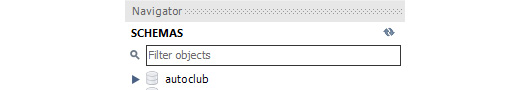 Navigator
SCHEMAS
Filter objects
autoclub